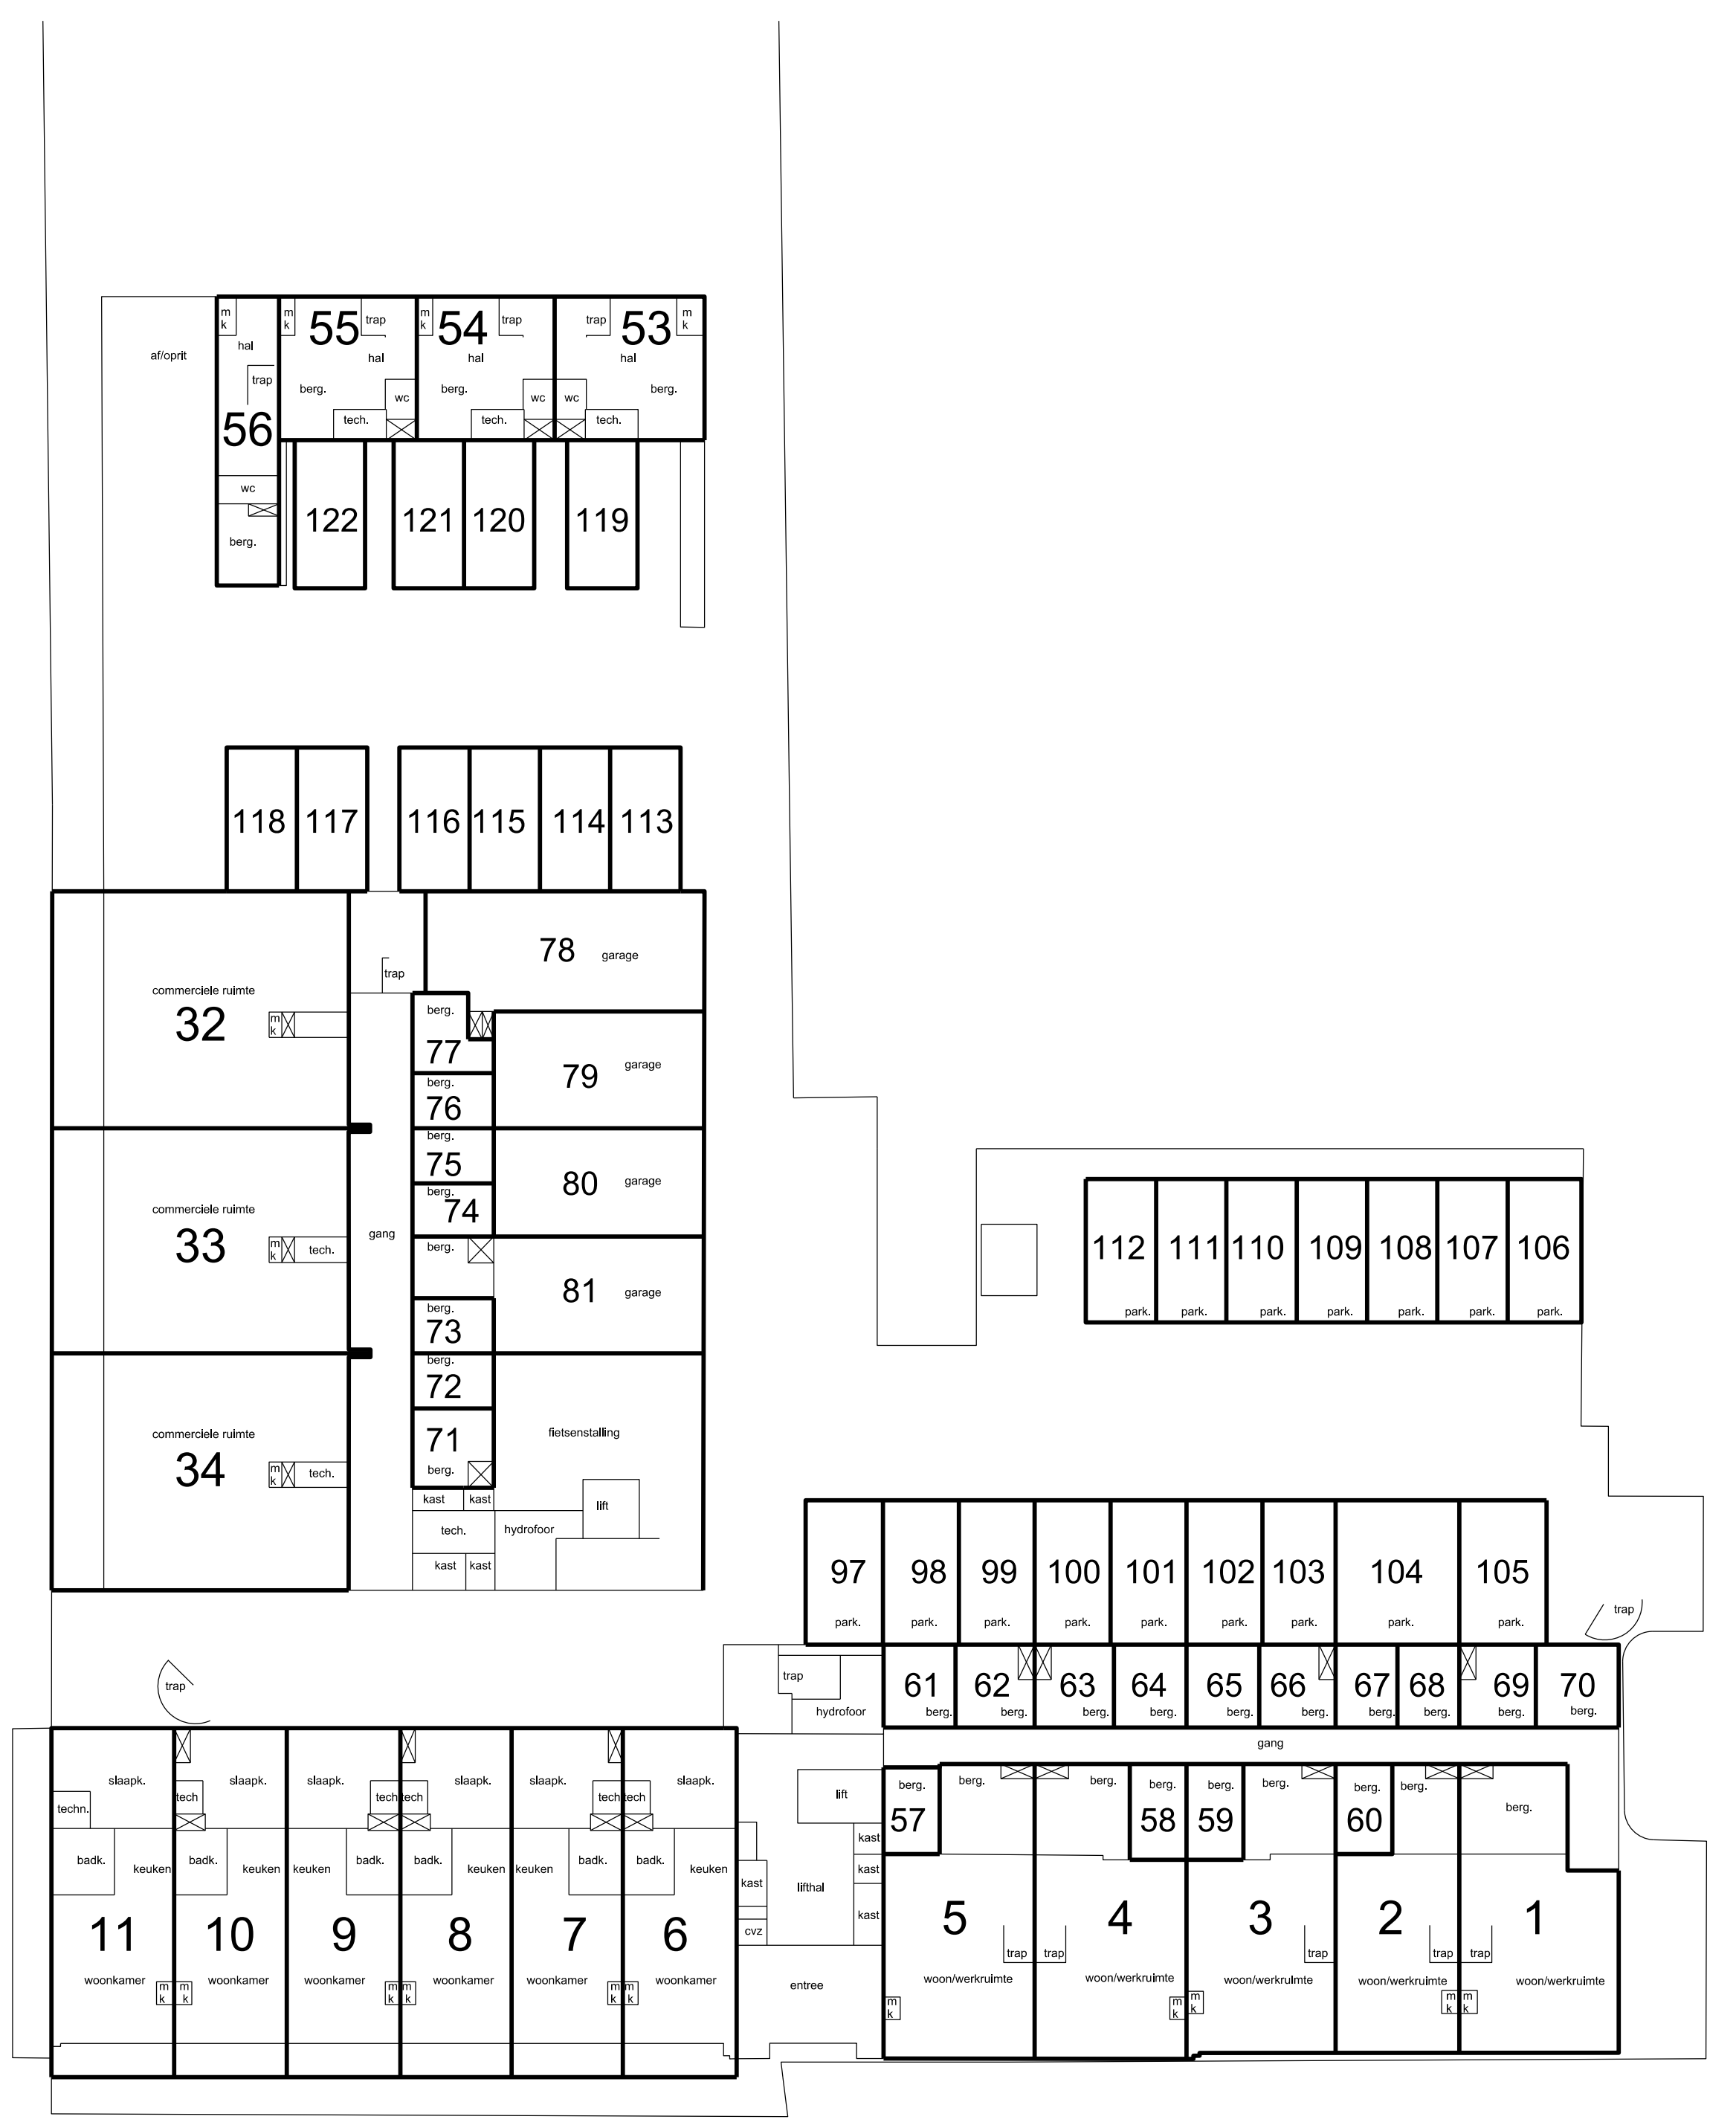 m
k
m
k
55
trap
m
k
54
trap
trap
53
m
k
hal
af/oprit
hal
hal
hal
trap
berg.
berg.
berg.
wc
wc
wc
56
tech.
tech.
tech.
wc
122
121
120
119
berg.
118
117
116
115
114
113
78
garage
trap
commerciele ruimte
32
m
k
berg.
77
79
garage
berg.
76
berg.
75
80
garage
berg.
74
commerciele ruimte
33
m
k
tech.
gang
berg.
81
garage
berg.
73
112
111
110
109
108
107
106
park.
park.
park.
park.
park.
park.
park.
berg.
72
commerciele ruimte
34
m
k
tech.
71
berg.
fietsenstalling
kast
kast
lift
tech.
hydrofoor
kast
kast
97
98
99
100
101
102
103
104
105
park.
park.
park.
park.
park.
park.
park.
park.
park.
trap
trap
trap
hydrofoor
61
62
63
64
65
66
67
68
69
70
berg.
berg.
berg.
berg.
berg.
berg.
berg.
berg.
berg.
berg.
gang
slaapk.
slaapk.
slaapk.
slaapk.
slaapk.
slaapk.
techn.
tech
tech
tech
tech
tech
lift
berg.
57
berg.
berg.
berg.
58
berg.
59
berg.
berg.
60
berg.
berg.
badk.
keuken
badk.
keuken
keuken
badk.
badk.
keuken
keuken
badk.
badk.
keuken
kast
kast
kast
lifthal
kast
cvz
11
10
9
8
7
6
5
4
3
2
1
trap
trap
trap
trap
trap
woonkamer
woonkamer
woonkamer
woonkamer
woonkamer
woonkamer
entree
woon/werkruimte
woon/werkruimte
woon/werkruimte
woon/werkruimte
woon/werkruimte
m
k
m
k
m
k
m
k
m
k
m
k
m
k
m
k
m
k
m
k
m
k